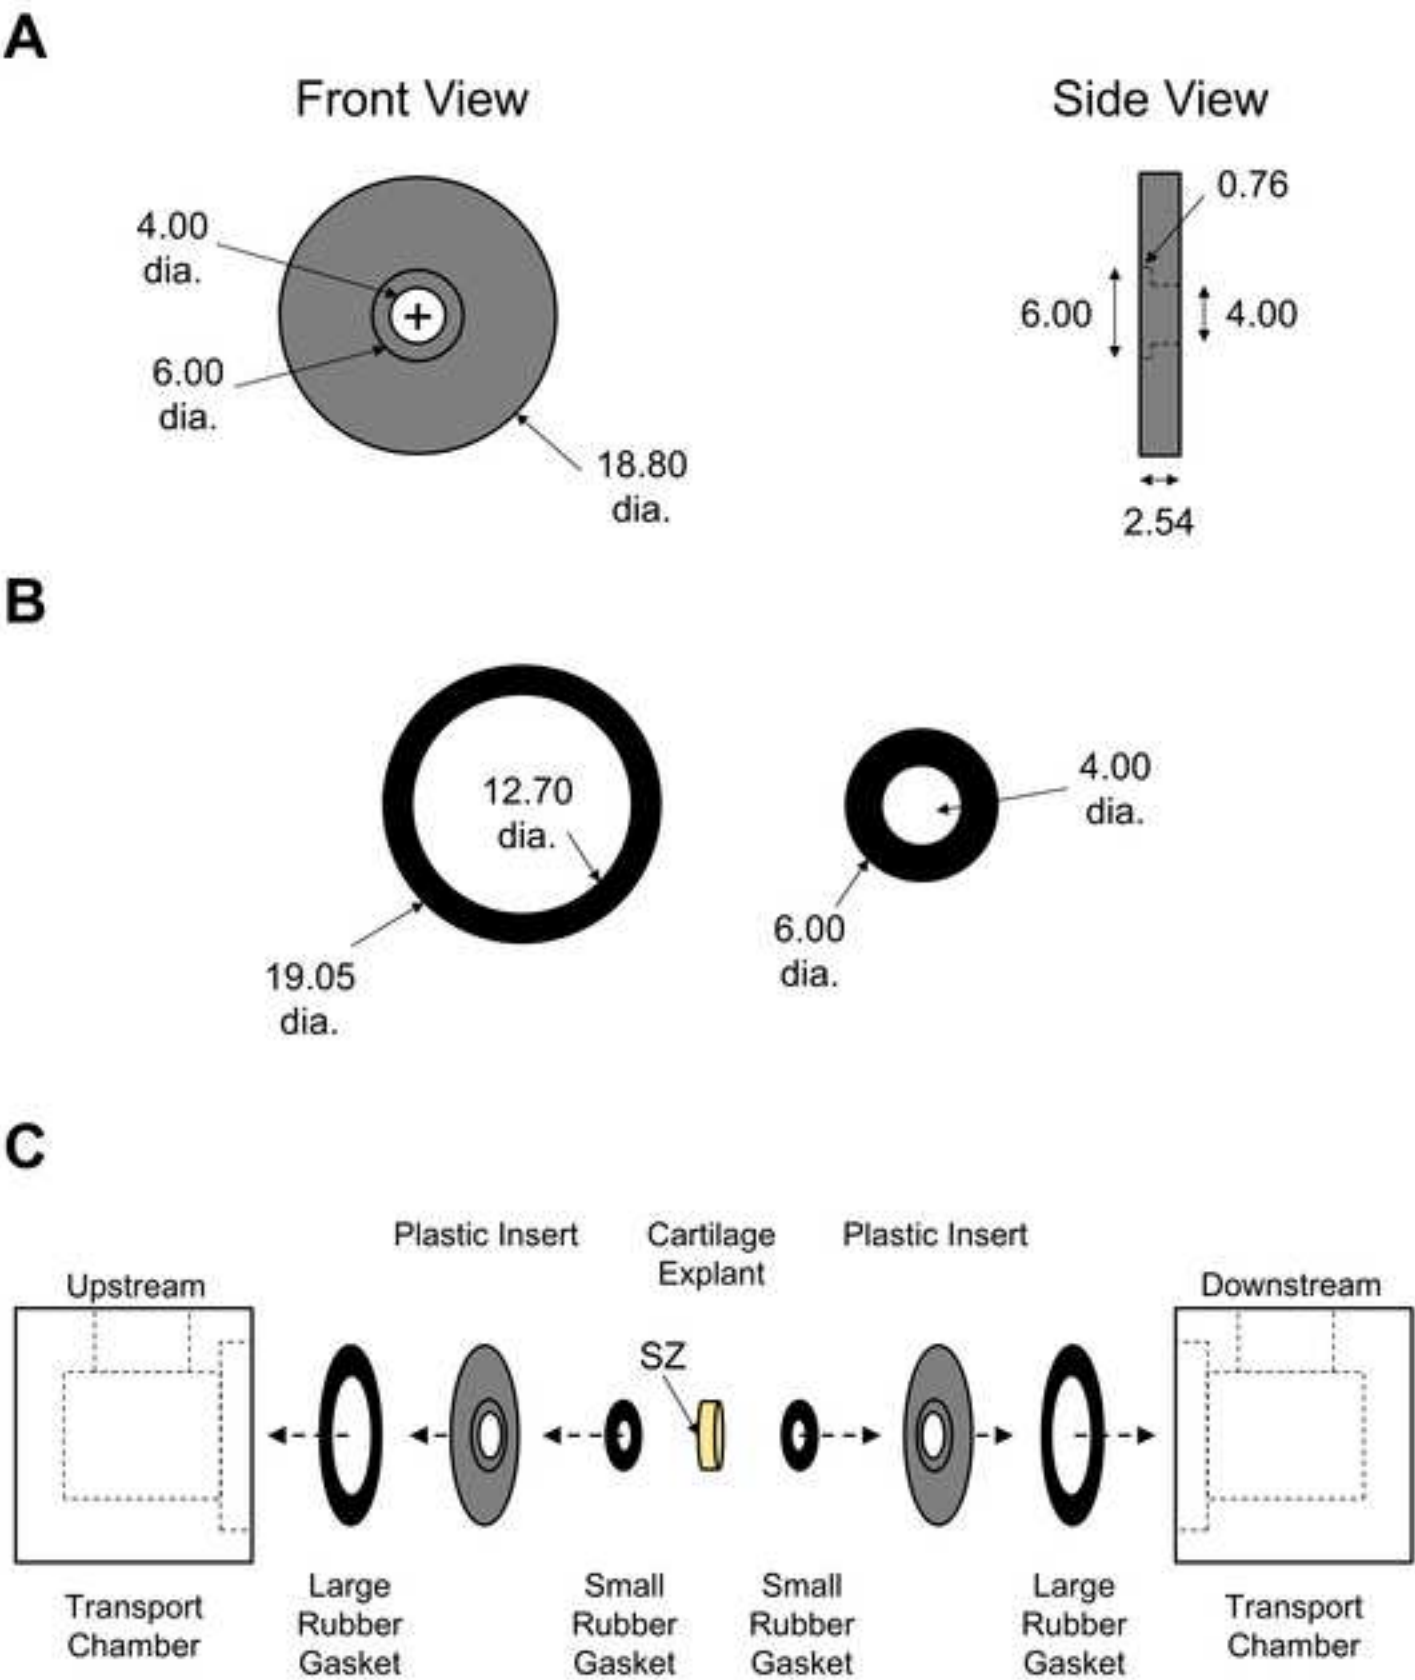 A
Front View
Side View
4.00
dia.
6.00
dia.
18.80
dia.
0.76
6.00
4.00
2.54
B
12.70
dia.
19.05
dia.
4.00
dia.
6.00
dia.
C
Plastic Insert
Cartilage
Explant
Plastic Insert
Upstream
Downstream
SZ
Transport
Chamber
Large
Rubber
Gasket
Small
Rubber
Gasket
Small
Rubber
Gasket
Large
Rubber
Gasket
Transport
Chamber